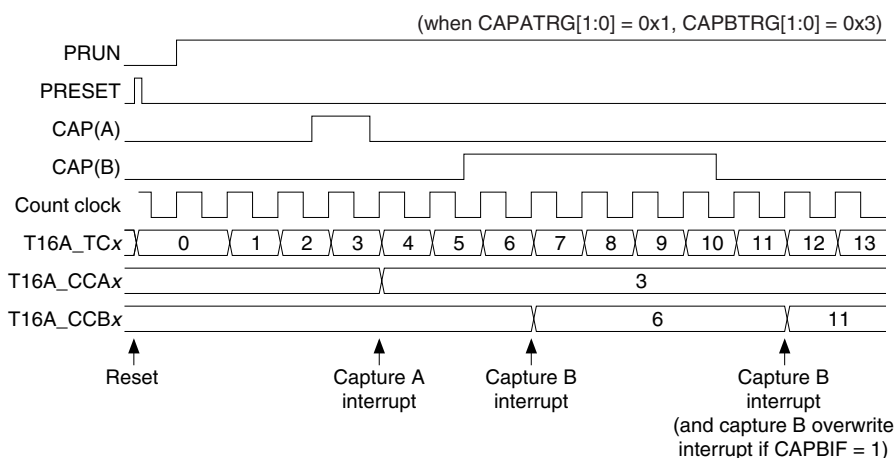 (when CAPATRG[1:0] = 0x1, CAPBTRG[1:0] = 0x3)
PRUN
PRESET
CAP(A)
CAP(B)
Count clock
T16A_TCx 0 1 2 3 4 5 6 7 8 9 10 11 12 13
T16A_CCAx 3
T16A_CCBx 6 11
Reset
Capture A
interrupt
Capture B
interrupt
Capture B
interrupt
(and capture B overwrite
interrupt if CAPBIF = 1)